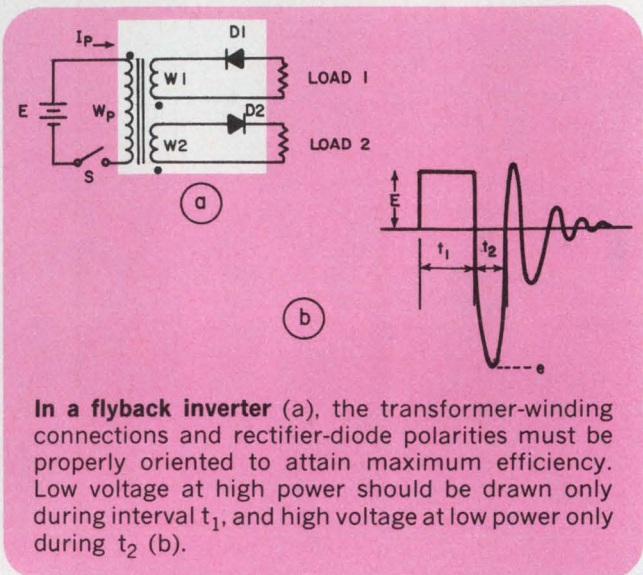 D1
Ip
W1
LOAD 1
E
Wp
D2
W2
LOAD 2
S
a
E
t1
t2
b
e
In a flyback inverter (a), the transformer-winding
connections and rectifier-diode polarities must be
properly oriented to attain maximum efficiency.
Low voltage at high power should be drawn only
during interval t1, and high voltage at low power only
during t2 (b).